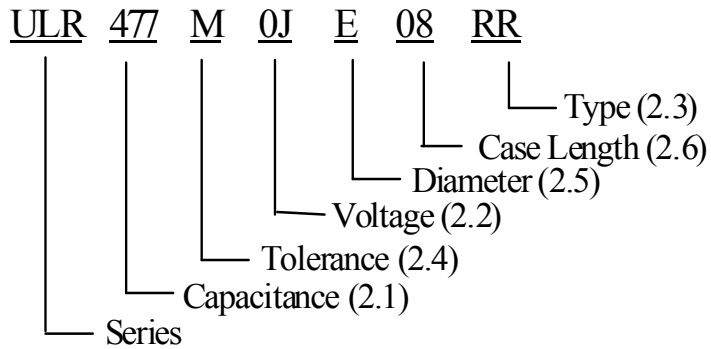 ULR 477 M 0J E 08 RR
Type (2.3)
Case Length (2.6)
Diameter (2.5)
Voltage (2.2)
Tolerance (2.4)
Capacitance (2.1)
Series